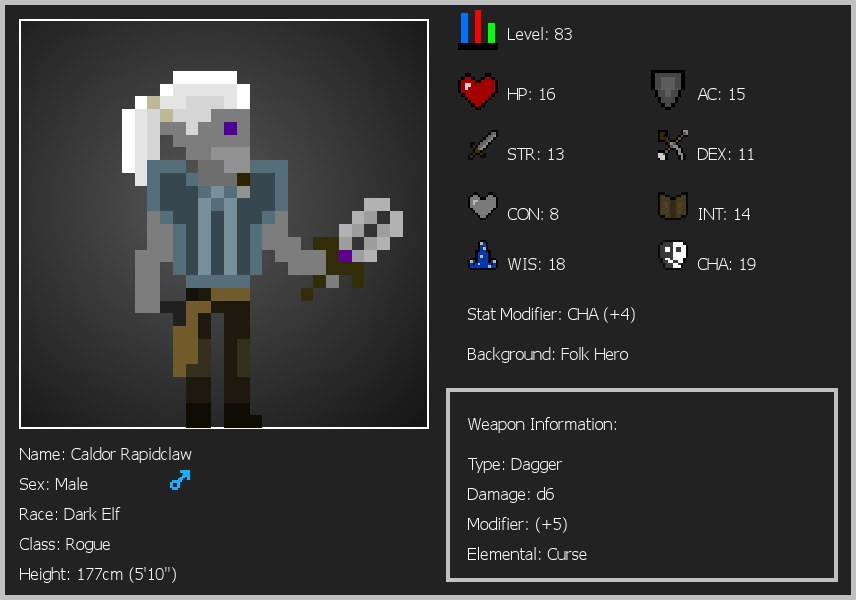 Level: 83
HP: 16
AC: 15
STR: 13
DEX: 11
CON: 8
INT: 14
WIS: 18
CHA: 19
Stat Modifier: CHA (+4)
Background: Folk Hero
Weapon Information:
Type: Dagger
Damage: d6
Modifier: (+5)
Elemental: Curse
Name: Caldor Rapidclaw
Sex: Male
Race: Dark Elf
Class: Rogue
Height: 177cm (5'10")